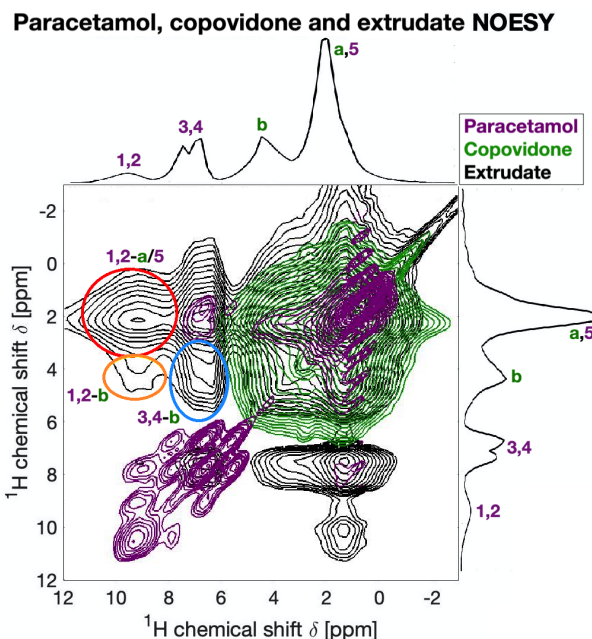 Paracetamol, copovidone and extrudate NOESY
a,5
3,4
b
1,2
Paracetamol
Copovidone
Extrudate
-2
0
2
4
6
8
10
12
1H chemical shift δ [ppm]
1,2-a/5
1,2-b
3,4-b
a,5
b
3,4
1,2
12 10 8 6 4 2 0 -2
1H chemical shift δ [ppm]